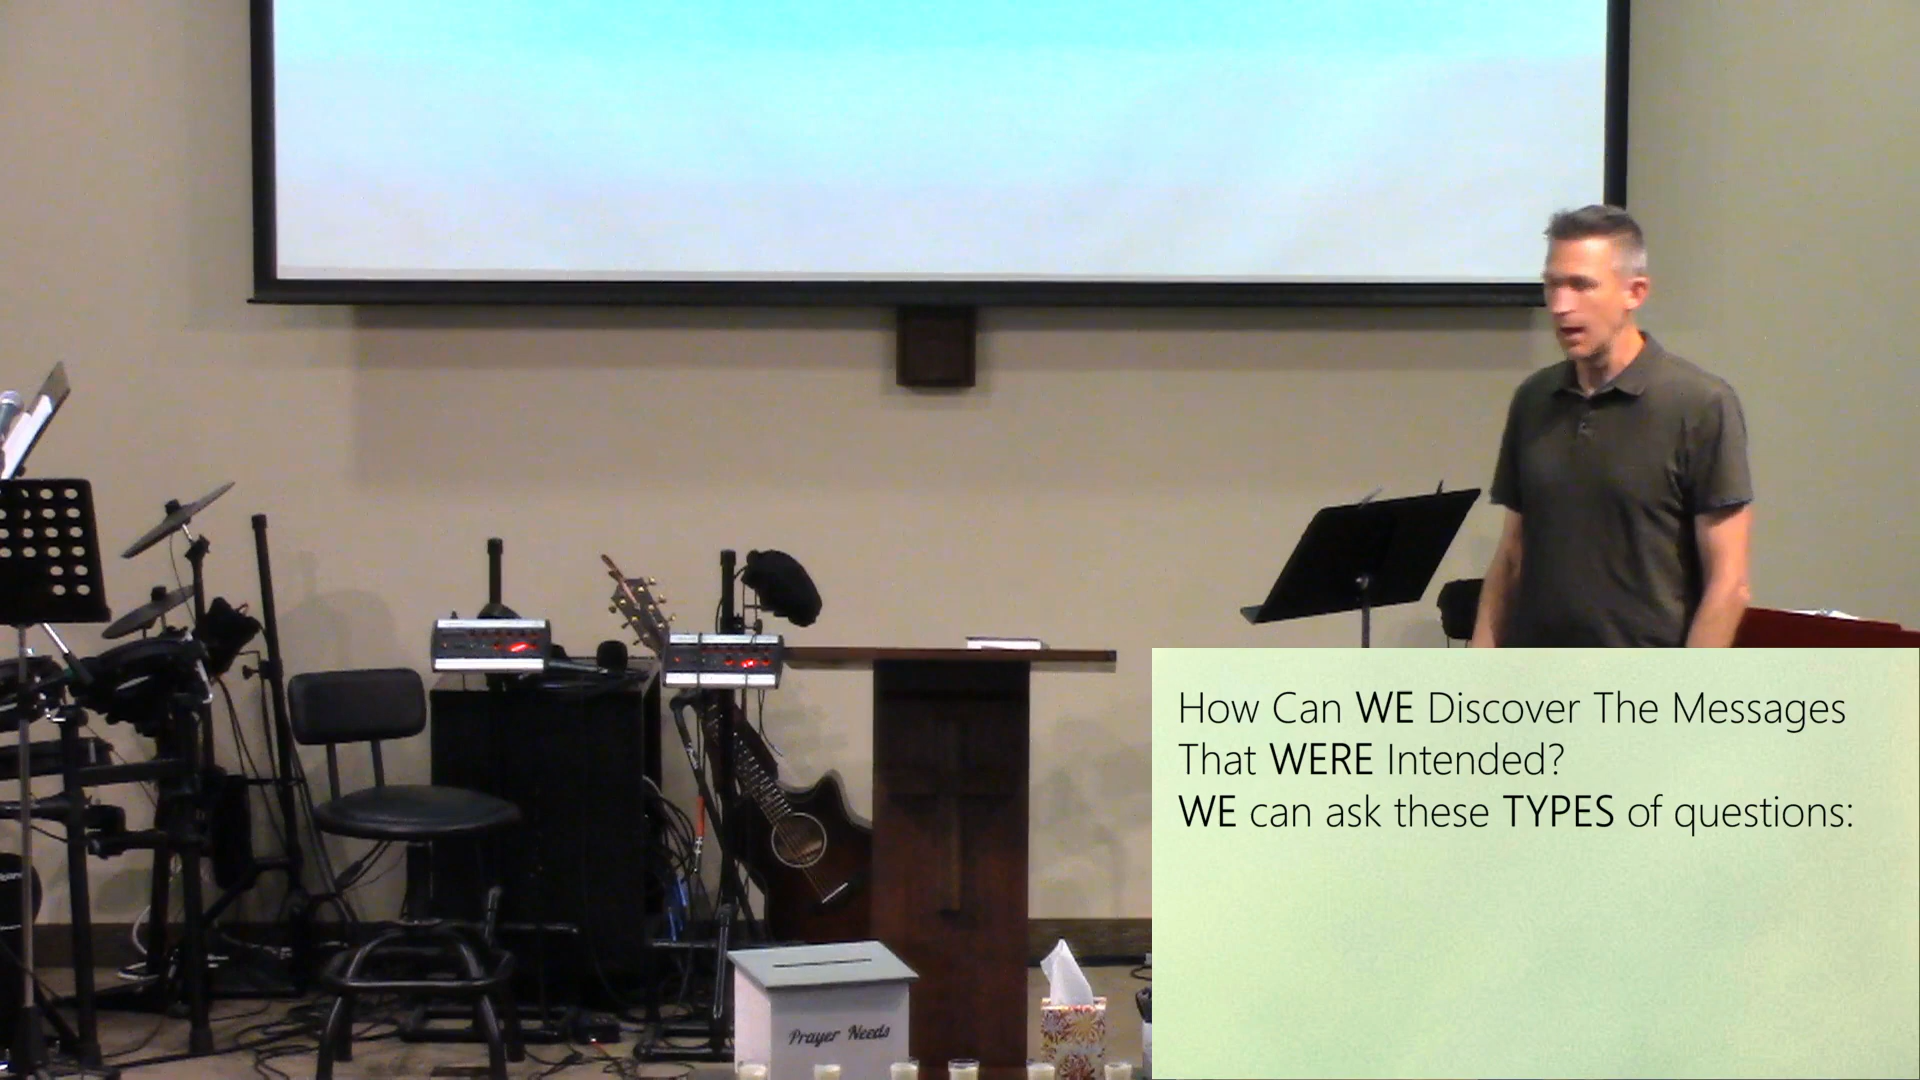 How Can WE Discover The Messages
That WERE Intended?
WE can ask these TYPES of questions:
Prayer Needs